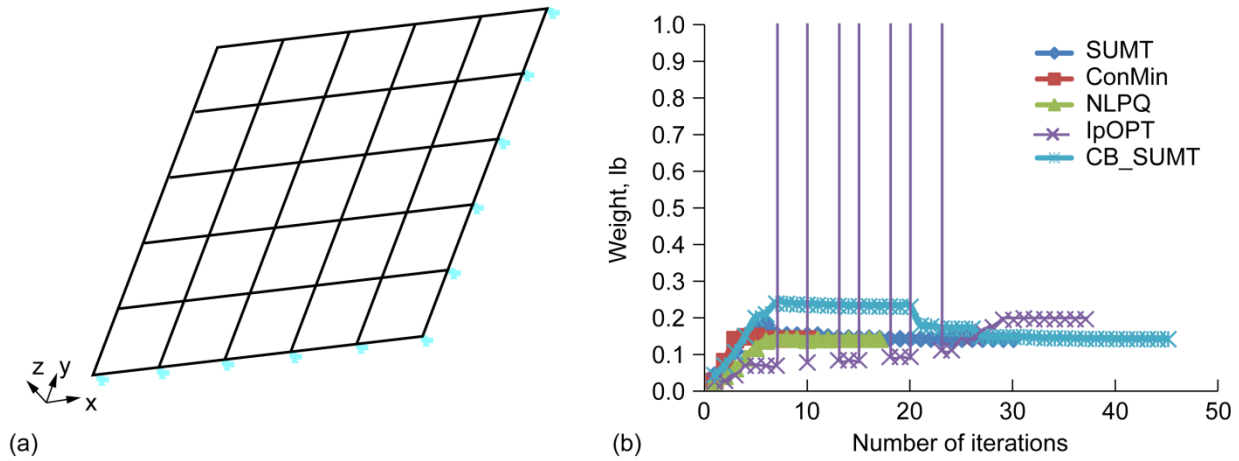 z
y
x
(a)
1.0
0.9
0.8
0.7
0.6
0.5
0.4
0.3
0.2
0.1
0.0
Weight, lb
0
10
20
30
40
50
Number of iterations
SUMT
ConMin
NLPQ
IpOPT
CB_SUMT
(b)